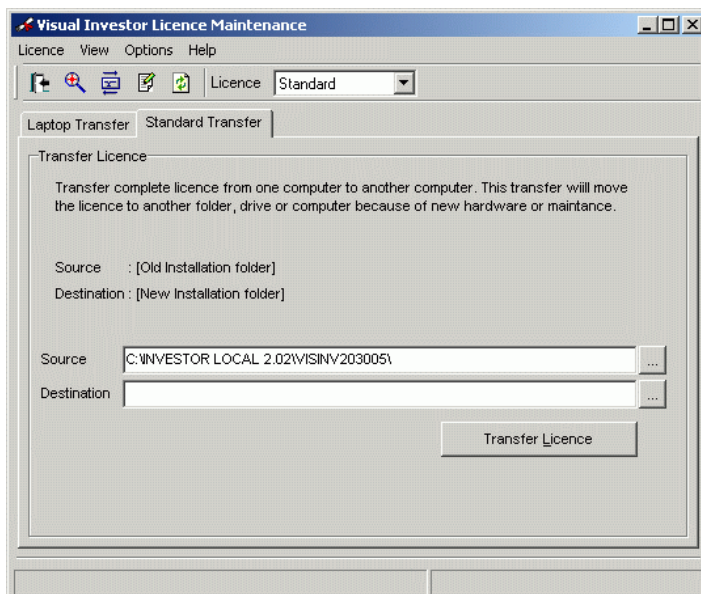 Visual Investor Licence Maintenance
Licence View Options Help
Licence Standard
Laptop Transfer Standard Transfer
Transfer Licence
Transfer complete licence from one computer to another computer. This transfer wiill move
the licence to another folder, drive or computer because of new hardware or maintance.
Source : [Old Installation folder]
Destination : [New Installation folder]
Source C:\INVESTOR LOCAL 2.02\VISINV203005\ ...
Destination ...
Transfer Licence